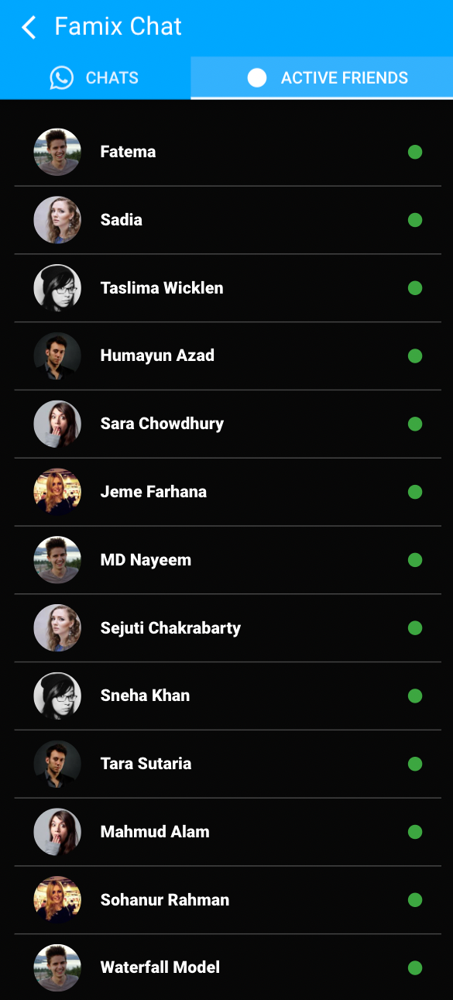 Famix Chat
CHATS
ACTIVE FRIENDS
Fatema
Sadia
Taslima Wicklen
Humayun Azad
Sara Chowdhury
Jeme Farhana
MD Nayeem
Sejuti Chakrabarty
Sneha Khan
Tara Sutaria
Mahmud Alam
Sohanur Rahman
Waterfall Model